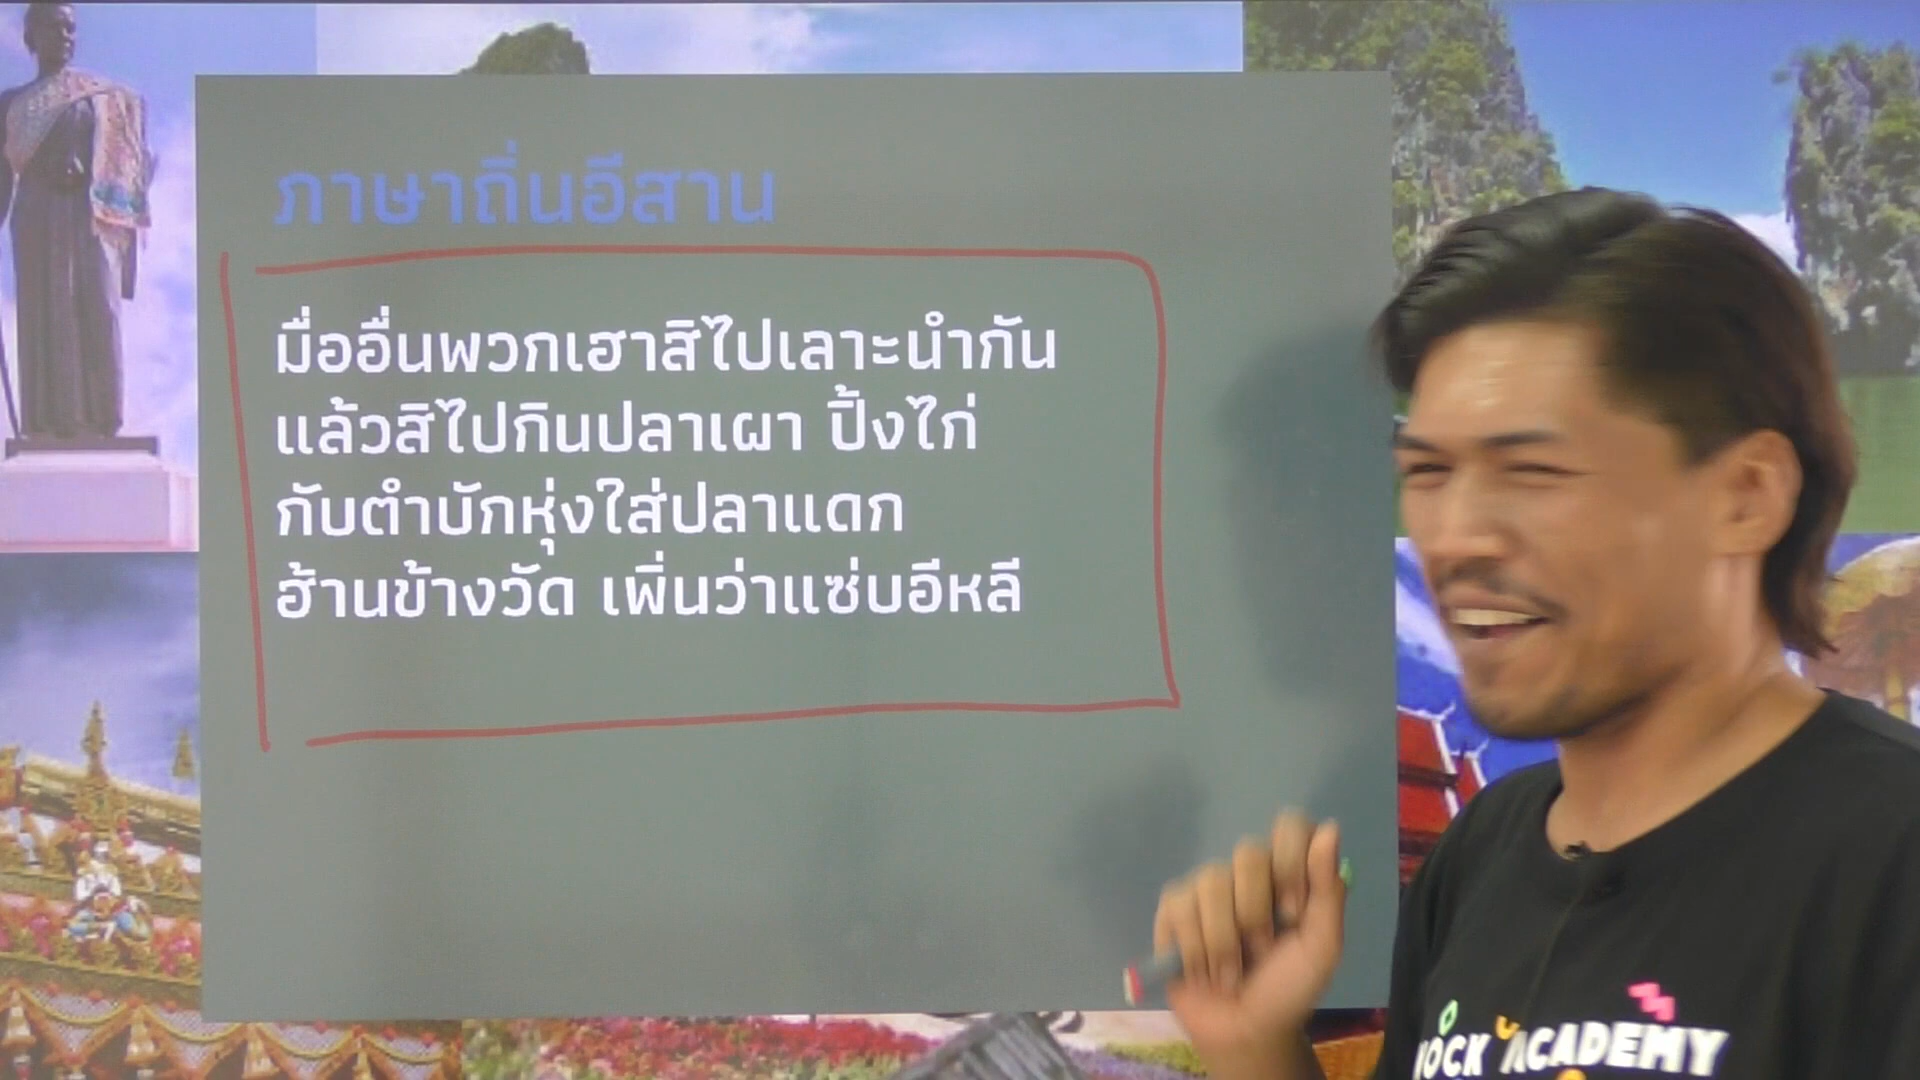 ภาษาถิ่นอีสาน
มื่ออื่นพวกเฮาสิไปเลาะนำกัน
แล้วสิไปกินปลาเผา ปิ้งไก่
กับตำบักหุ่งใส่ปลาแดก
ฮ้านข้างวัด เพิ่นว่าแซ่บอีหลี
ACADEMY